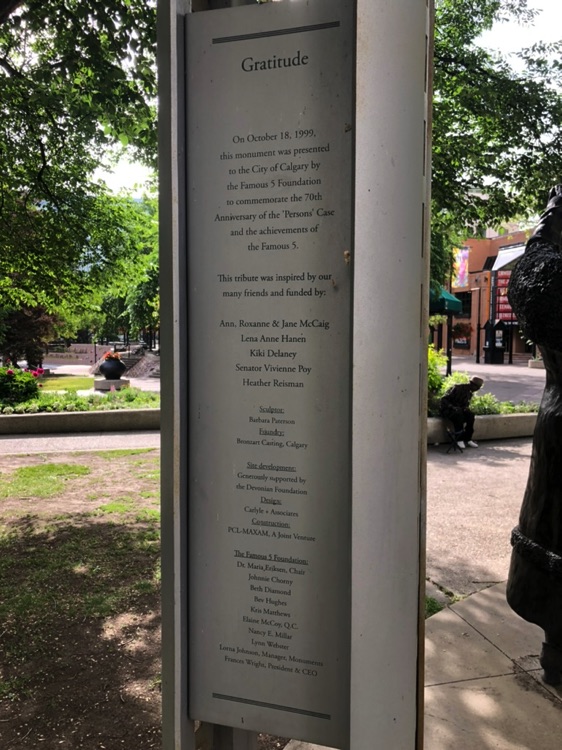 Gratitude
On October 18, 1999,
this monument was presented
to the City of Calgary by
the Famous 5 Foundation
to commemorate the 70th
Anniversary of the 'Persons' Case
and the achievements of
the Famous 5.
This tribute was inspired by our
many friends and funded by:
Ann, Roxanne & Jane McCaig
Lena Anne Hanen
Kiki Delaney
Senator Vivienne Poy
Heather Reisman
Sculptor:
Barbara Paterson
Foundry:
Bronzart Casting, Calgary
Site development:
Generously supported by
the Devonian Foundation
Design:
Carlyle + Associates
Construction:
PCL-MAXAM, A Joint Venture
The Famous 5 Foundation:
Dr. Maria Eriksen, Chair
Johnnie Cheony
Beth Diamond
Bev Hughes
Kris Matthews
Elaine McCoy, Q.C.
Nancy E. Millar
Lynn Webster
Lorna Johnson, Manager, Monuments
Frances Wright, President & CEO